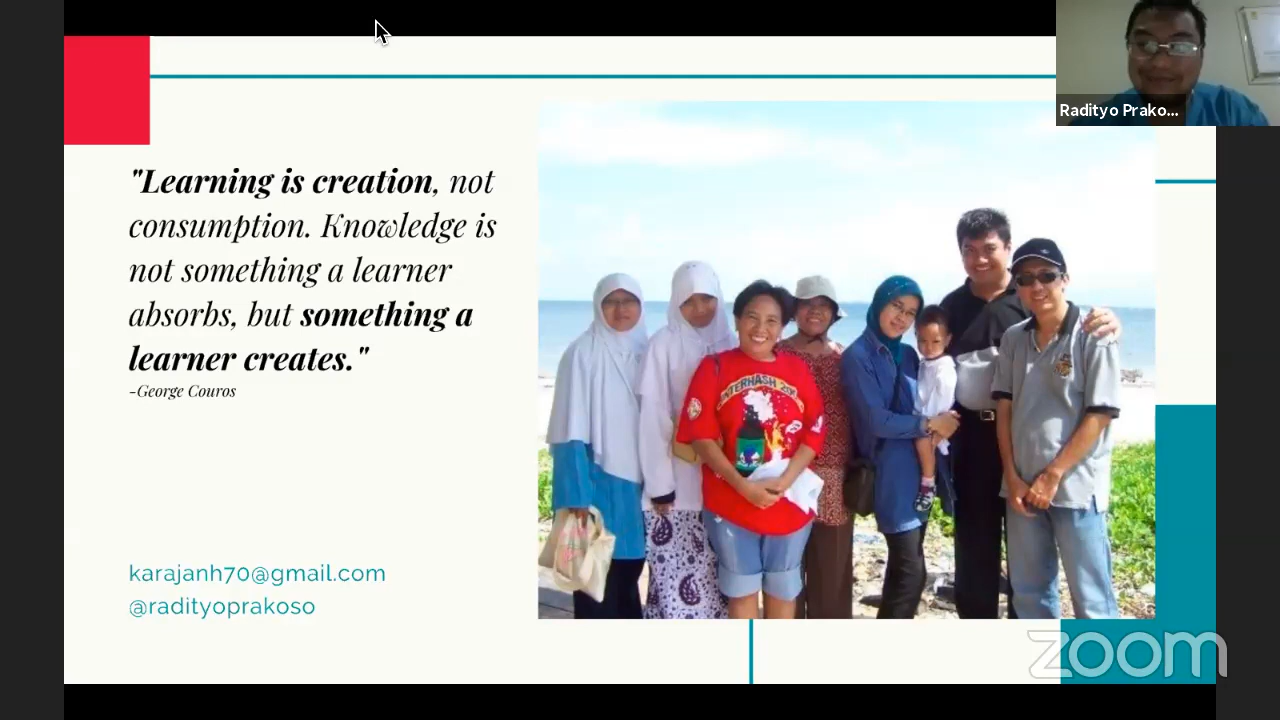 "Learning is creation, not
consumption. Knowledge is
not something a learner
absorbs, but something a
learner creates."
-George Couros
karajanh70@gmail.com
@radityoprakoso
Radityo Prako...
zoom